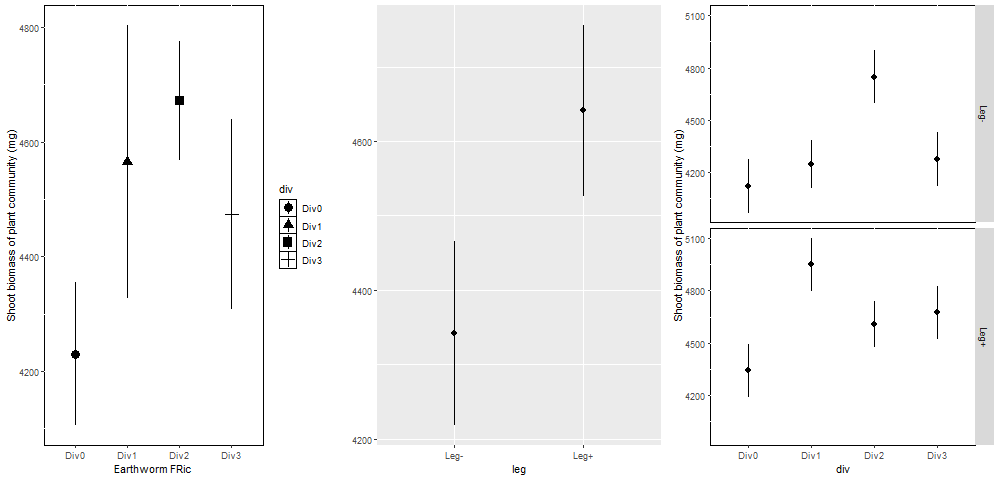 Shoot biomass of plant community (mg)
4800
4600
4400
4200
Div0 Div1 Div2 Div3
Earthworm FRic
div
Div0
Div1
Div2
Div3
4600
4400
4200
Leg- Leg+
leg
Shoot biomass of plant community (mg)
5100
4800
4500
4200
Leg-
5100
4800
4500
4200
Leg+
Div0 Div1 Div2 Div3
div